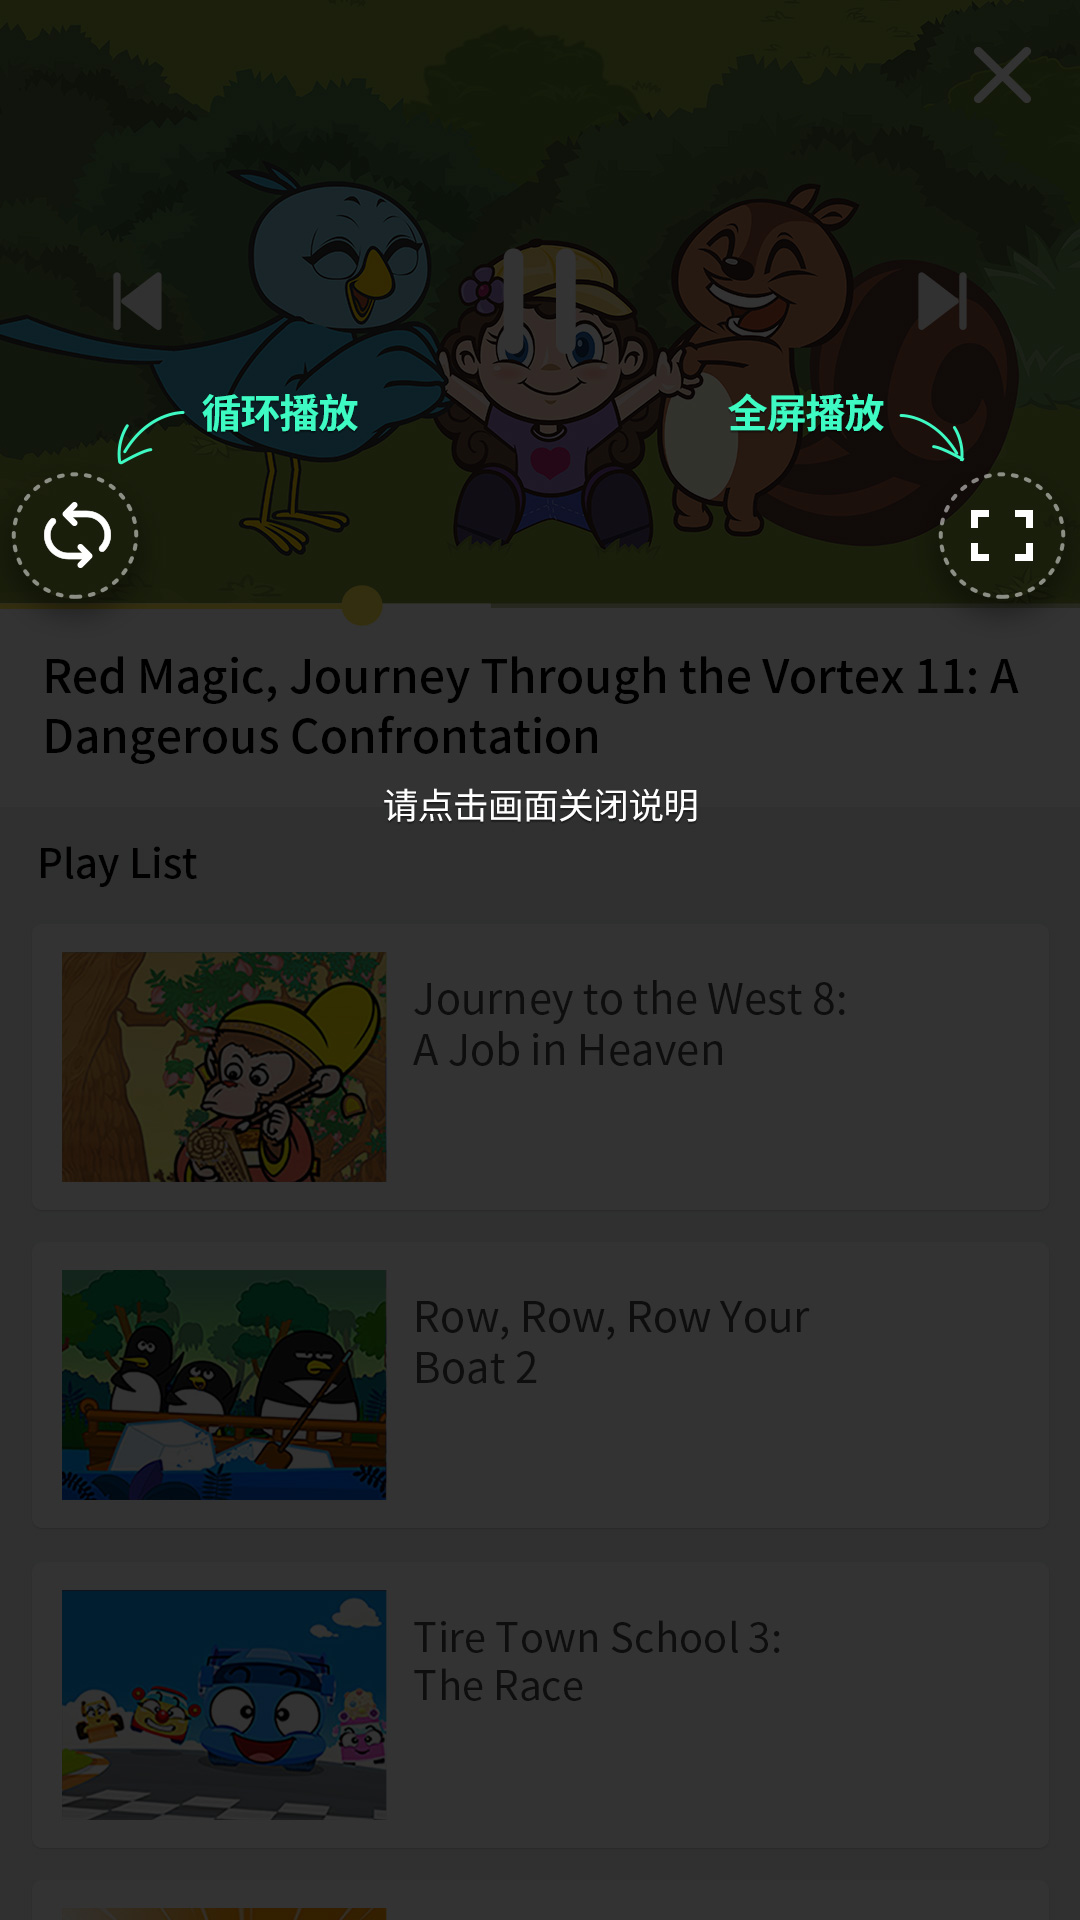 循环播放
全屏播放
Red Magic, Journey Through the Vortex 11: A
Dangerous Confrontation
请点击画面关闭说明
Play List
Journey to the West 8:
A Job in Heaven
Row, Row, Row Your
Boat 2
Tire Town School 3:
The Race